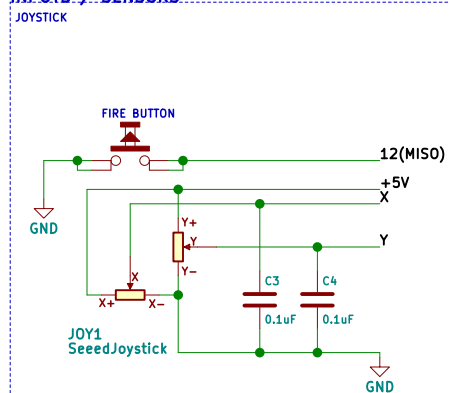 JOYSTICK
FIRE BUTTON
12(MISO)
+5V
X
GND
Y+
Y
Y
Y-
X
C3
C4
X+
X-
0.1uF
0.1uF
JOY1
SeeedJoystick
GND